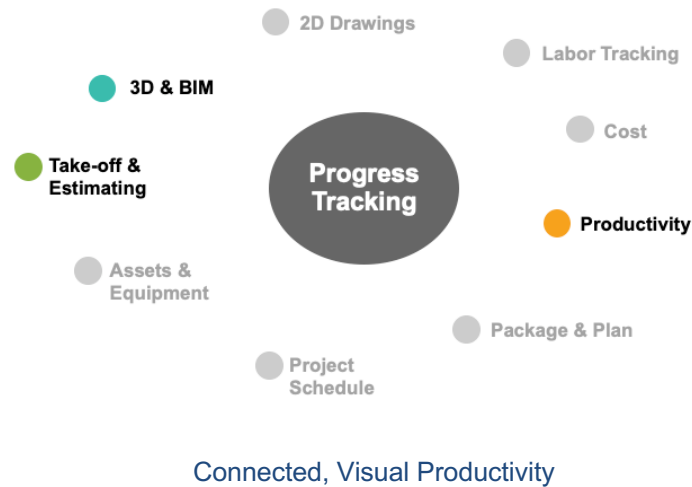 2D Drawings
Labor Tracking
3D & BIM
Cost
Take-off &
Estimating
Progress
Tracking
Productivity
Assets &
Equipment
Package & Plan
Project
Schedule
Connected, Visual Productivity